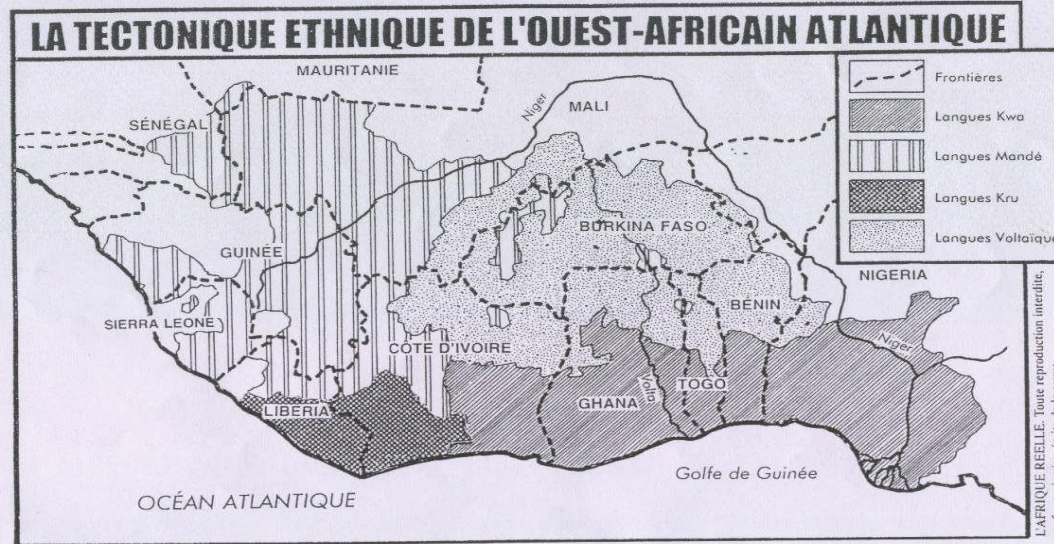 LA TECTONIQUE ETHNIQUE DE L'OUEST-AFRICAIN ATLANTIQUE
MAURITANIE
Niger
MALI
SÉNÉGAL
Frontières
Langues Kwa
Langues Mandé
Langues Kru
Langues Voltaïque
GUINÉE
BURKINA FASO
NIGERIA
BÉNIN
SIERRA LEONE
CÔTE D'IVOIRE
Niger
LIBERIA
GHANA
Volta
TOGO
Golfe de Guinée
OCÉAN ATLANTIQUE
L'AFRIQUE REELLE. Toute reproduction interdite,